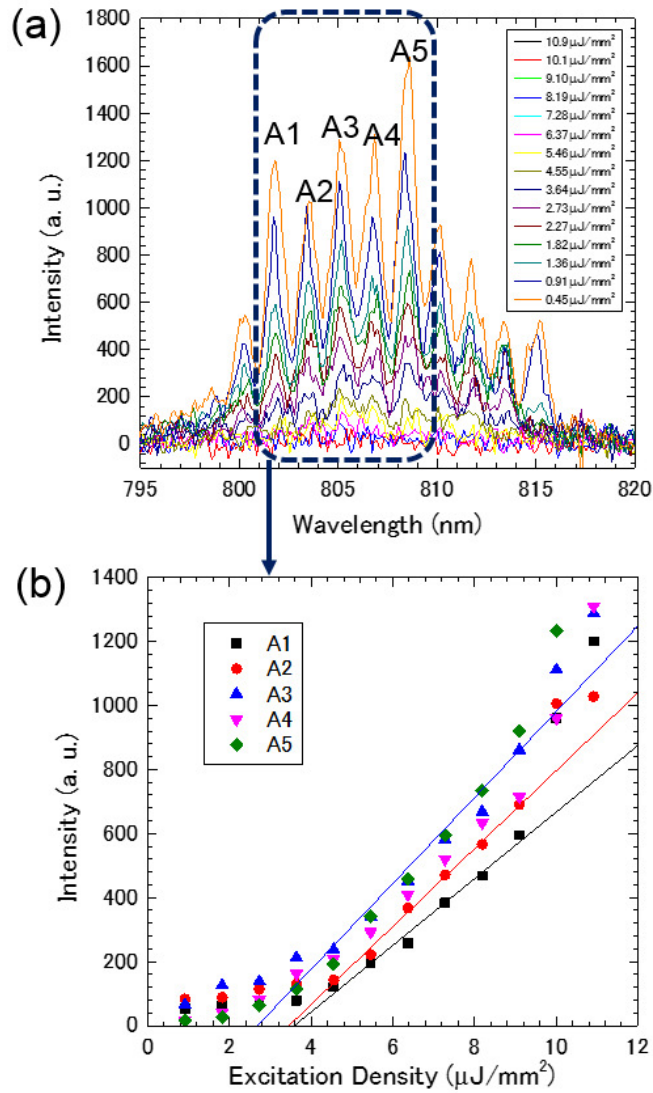 (a)
1800
1600
1400
1200
1000
800
600
400
200
0
Intensity (a. u.)
A1
A2
A3
A4
A5
10.9μJ/mm²
10.1μJ/mm²
9.10μJ/mm²
8.19μJ/mm²
7.28μJ/mm²
6.37μJ/mm²
5.46μJ/mm²
4.55μJ/mm²
3.64μJ/mm²
2.73μJ/mm²
2.27μJ/mm²
1.82μJ/mm²
1.36μJ/mm²
0.91μJ/mm²
0.45μJ/mm²
795 800 805 810 815 820
Wavelength (nm)
(b)
1400
1200
1000
800
600
400
200
0
Intensity (a. u.)
A1
A2
A3
A4
A5
0 2 4 6 8 10 12
Excitation Density (μJ/mm²)